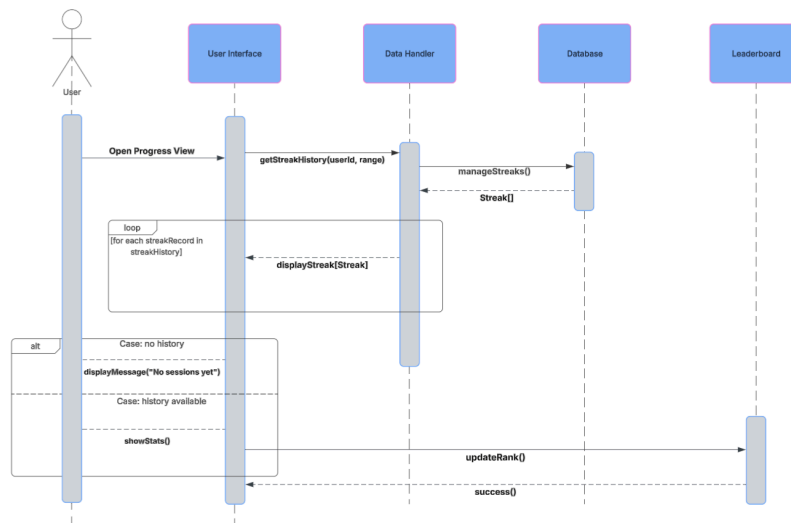 User Interface
Data Handler
Database
Leaderboard
User
Open Progress View
getStreakHistory(userId, range)
manageStreaks()
Streak[]
loop
[for each streakRecord in
streakHistory]
displayStreak[Streak]
alt
Case: no history
displayMessage("No sessions yet")
Case: history available
showStats()
updateRank()
success()